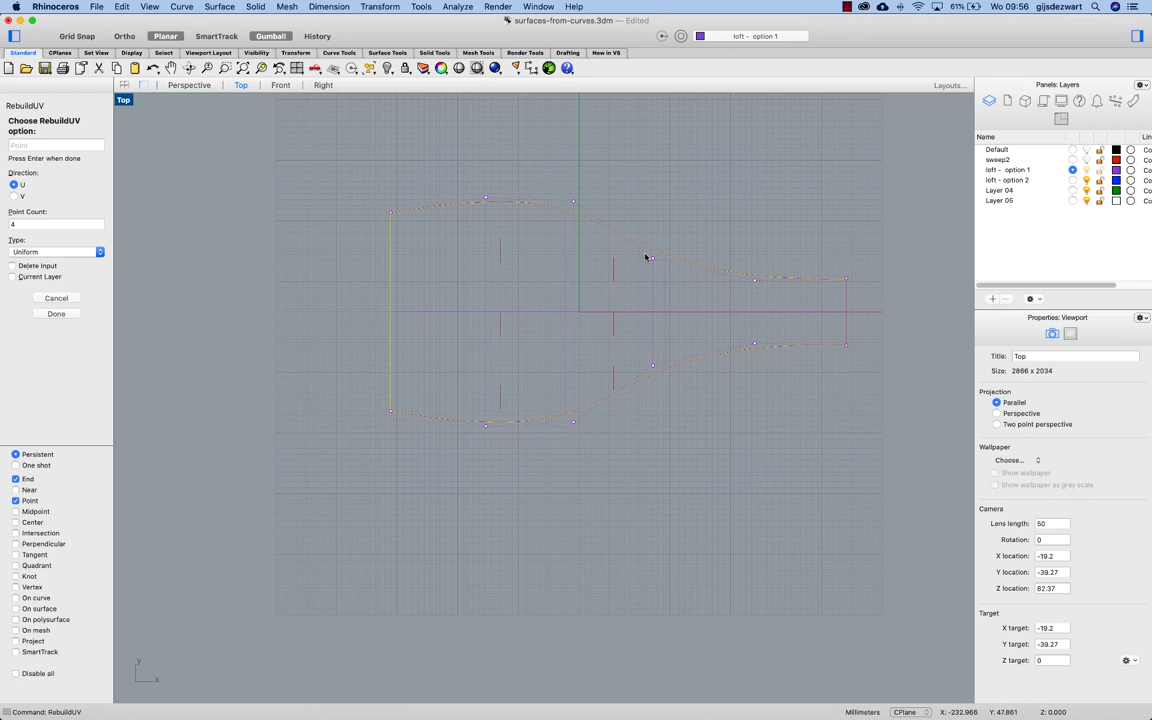 Rhinoceros File Edit View Curve Surface Solid Mesh Dimension Transform Tools Analyze Render Window Help 61% Wo 09:56 gijsdezwart
surfaces-from-curves.3dm — Edited
Grid Snap Ortho Planar SmartTrack Gumball History loft - option 1
Standard CPlanes Set View Display Select Viewport Layout Visibility Transform Curve Tools Surface Tools Solid Tools Mesh Tools Render Tools Drafting New in V6
Perspective Top Front Right Layouts...
Top
RebuildUV
Choose RebuildUV
option:
Point
Press Enter when done
Direction:
U
V
Point Count:
4
Type:
Uniform
Delete Input
Current Layer
Cancel
Done
Persistent
One shot
End
Near
Point
Midpoint
Center
Intersection
Perpendicular
Tangent
Quadrant
Knot
Vertex
On curve
On surface
On polysurface
On mesh
Project
SmartTrack
Disable all
y
x
Panels: Layers
Name Lin
Default Co
sweep2 Co
loft - option 1 Co
loft - option 2 Co
Layer 04 Co
Layer 05 Co
Properties: Viewport
Title: Top
Size: 2866 x 2034
Projection
Parallel
Perspective
Two point perspective
Wallpaper
Choose...
Show wallpaper
Show wallpaper as gray scale
Camera
Lens length: 50
Rotation: 0
X location: -19.2
Y location: -39.27
Z location: 82.37
Target
X target: -19.2
Y target: -39.27
Z target: 0
Command: RebuildUV Millimeters CPlane X: -232.966 Y: 47.861 Z: 0.000